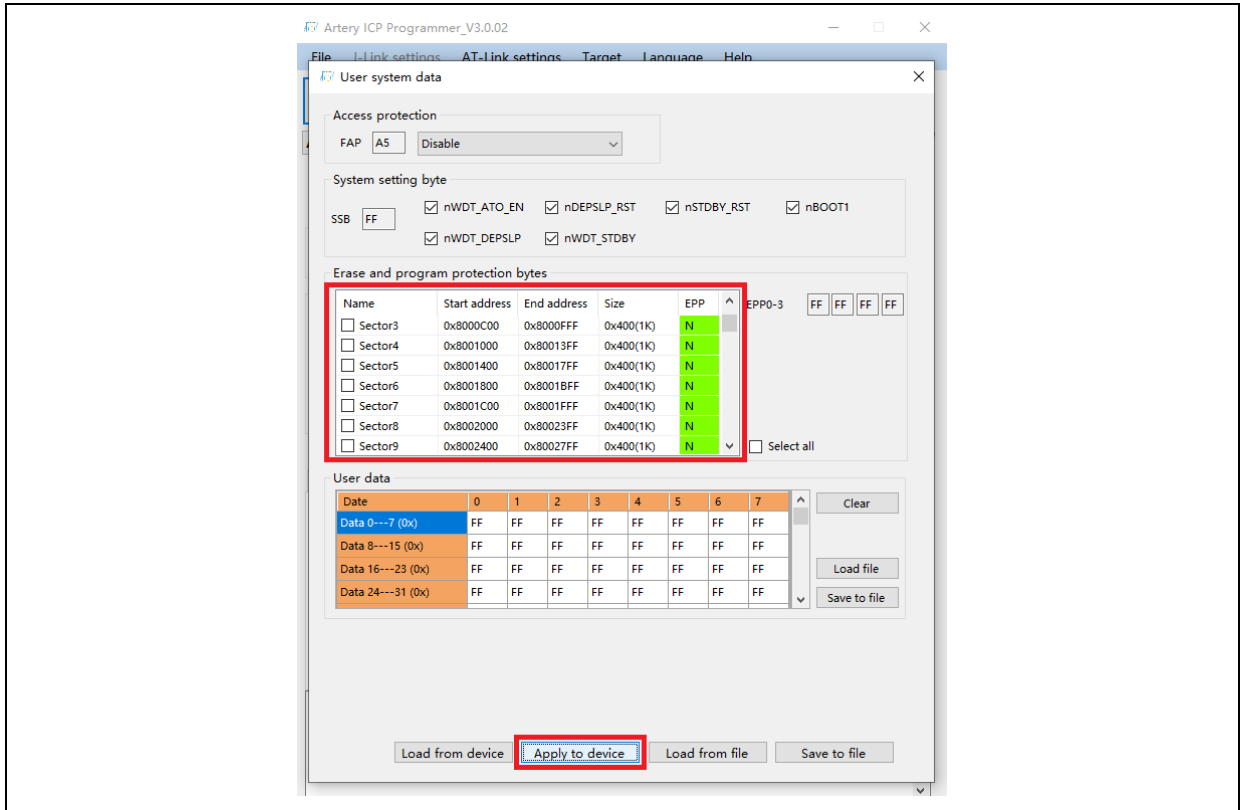 Artery ICP Programmer_V3.0.02
File J-Link settings AT-Link settings Target Language Help
User system data
Access protection
FAP A5 Disable
System setting byte
SSB FF nWDT_ATO_EN nDEPSLP_RST nSTDBY_RST nBOOT1
nWDT_DEPSLP nWDT_STDBY
Erase and program protection bytes
Name Start address End address Size EPP EPP0-3 FF FF FF FF
Sector3 0x8000C00 0x8000FFF 0x400(1K) N
Sector4 0x8001000 0x80013FF 0x400(1K) N
Sector5 0x8001400 0x80017FF 0x400(1K) N
Sector6 0x8001800 0x8001BFF 0x400(1K) N
Sector7 0x8001C00 0x8001FFF 0x400(1K) N
Sector8 0x8002000 0x80023FF 0x400(1K) N
Sector9 0x8002400 0x80027FF 0x400(1K) N Select all
User data
Date 0 1 2 3 4 5 6 7 Clear
Data 0---7 (0x) FF FF FF FF FF FF FF FF
Data 8---15 (0x) FF FF FF FF FF FF FF FF
Data 16---23 (0x) FF FF FF FF FF FF FF FF Load file
Data 24---31 (0x) FF FF FF FF FF FF FF FF Save to file
Load from device Apply to device Load from file Save to file